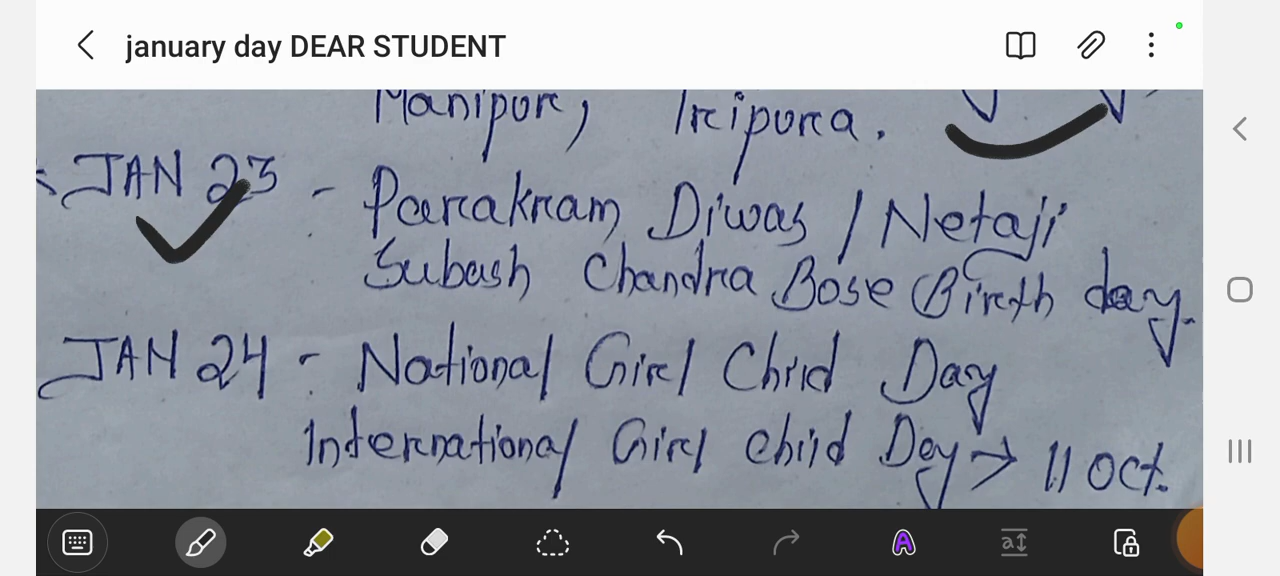 january day DEAR STUDENT
Manipur, Tripura.
JAN 23 - Parakram Diwas / Netaji
Subash Chandra Bose Birth day.
JAN 24 - National Girl Child Day
International Girl Child Day → 11 Oct.